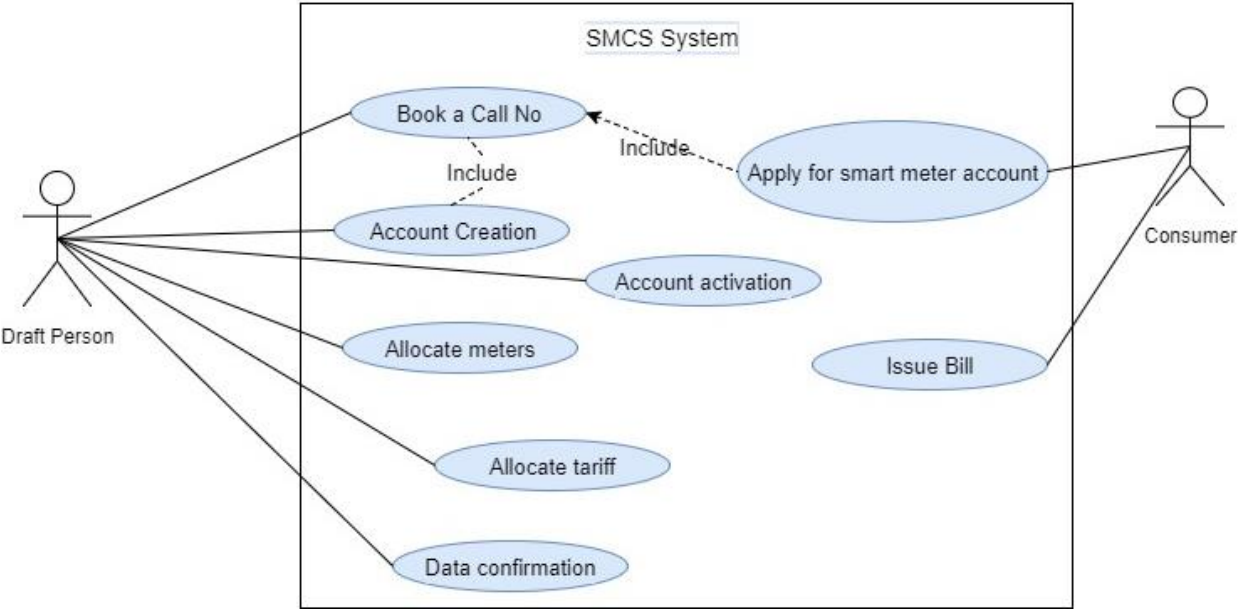 SMCS System
Book a Call No
Include
Apply for smart meter account
Include
Account Creation
Consumer
Account activation
Draft Person
Allocate meters
Issue Bill
Allocate tariff
Data confirmation